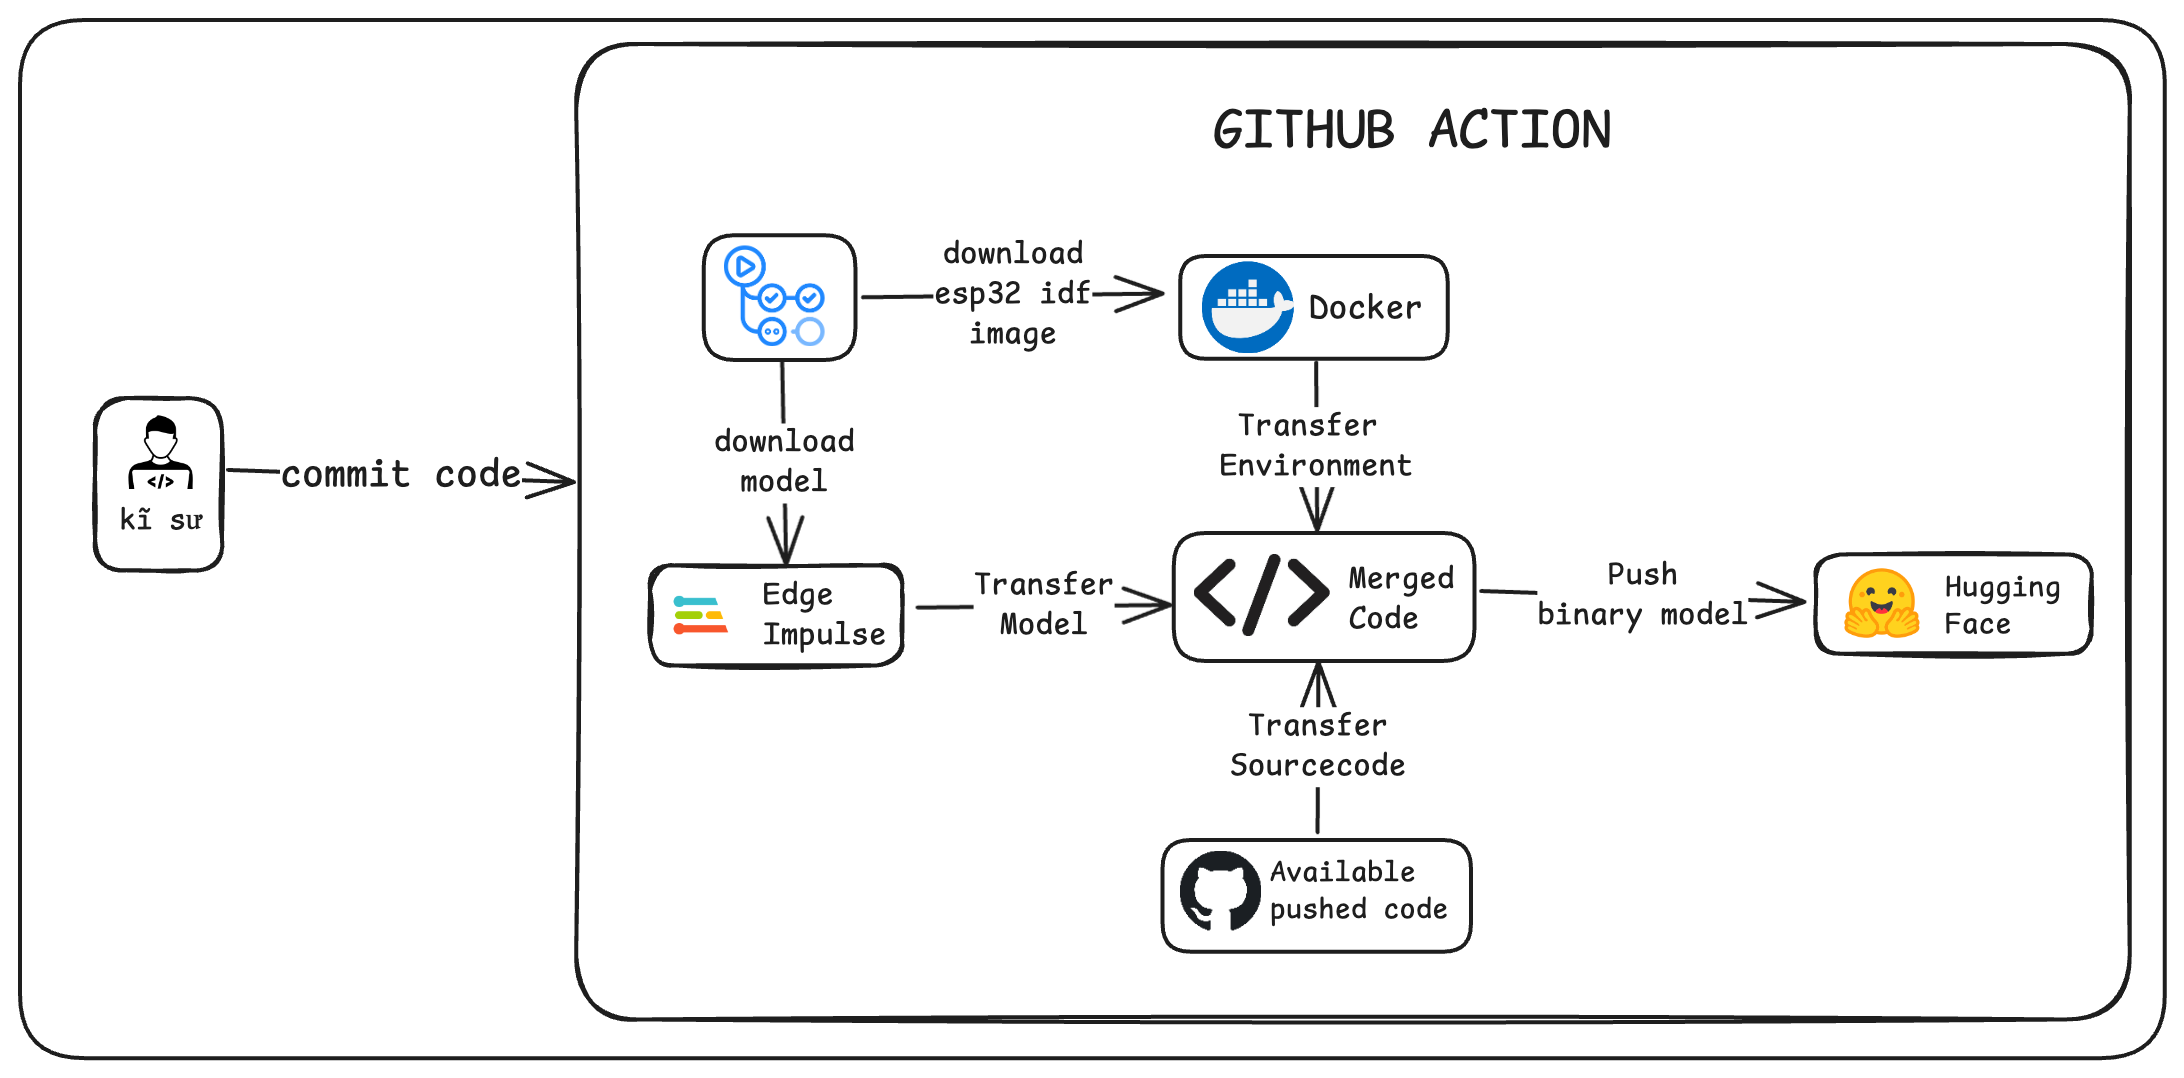 GITHUB ACTION
download
esp32 idf
image
Docker
download
model
Transfer
Environment
commit code
</>
kĩ sư
Edge
Impulse
Transfer
Model
</>
Merged
Code
Push
binary model
Hugging
Face
Transfer
Sourcecode
Available
pushed code